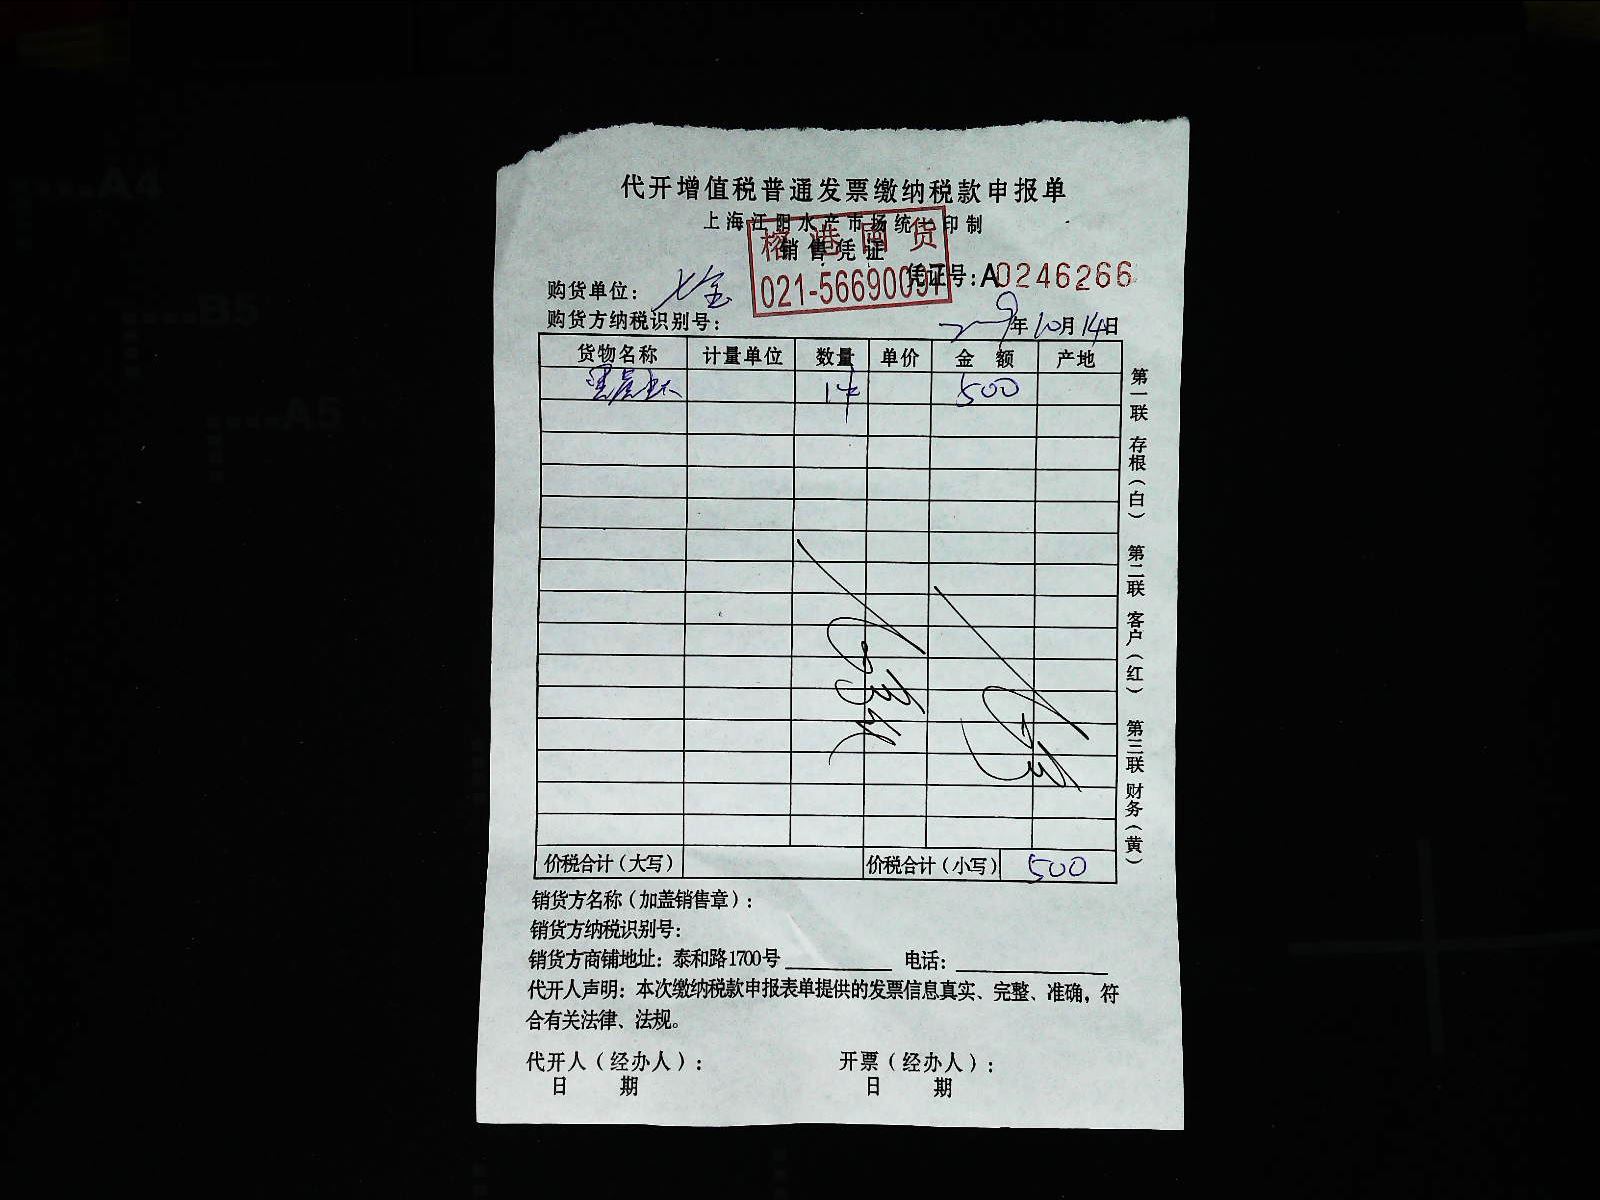 代开增值税普通发票缴纳税款申报单
上海江阳水产市场统一印制
销售凭证
榕港回货
021-56690097
凭证号：A0246266
购货单位：七宝
购货方纳税识别号：
年10月14日
货物名称 计量单位 数量 单价 金 额 产地
1件 500
价税合计（大写） 价税合计（小写） 500
第一联 存根（白） 第二联 客户（红） 第三联 财务（黄）
销货方名称（加盖销售章）：
销货方纳税识别号：
销货方商铺地址：泰和路1700号 电话：
代开人声明：本次缴纳税款申报表单提供的发票信息真实、完整、准确，符
合有关法律、法规。
代开人（经办人）： 开票（经办人）：
日 期 日 期
A4
B5
A5